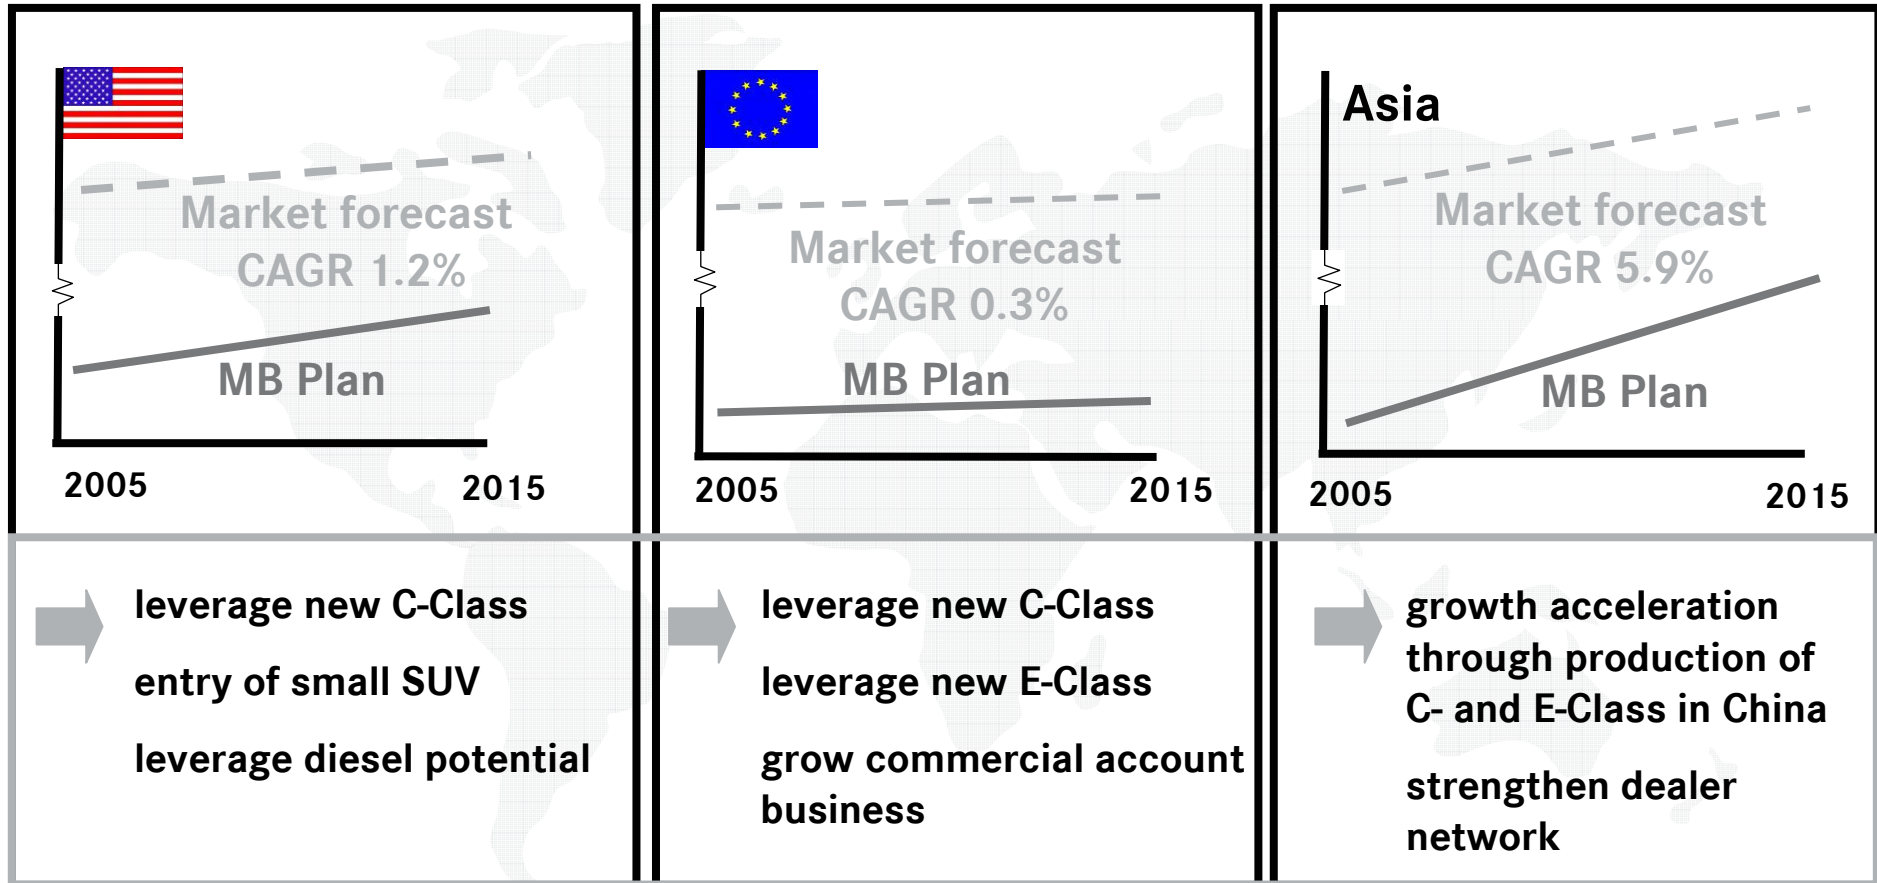 Market forecast
CAGR 1.2%
MB Plan
2005
2015
leverage new C-Class
entry of small SUV
leverage diesel potential
Market forecast
CAGR 0.3%
MB Plan
2005
2015
leverage new C-Class
leverage new E-Class
grow commercial account
business
Asia
Market forecast
CAGR 5.9%
MB Plan
2005
2015
growth acceleration
through production of
C- and E-Class in China
strengthen dealer
network